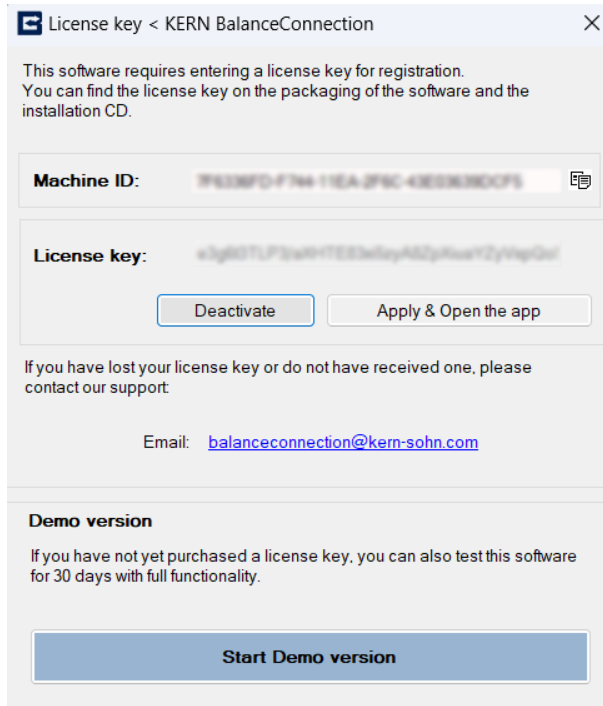 License key < KERN BalanceConnection
This software requires entering a license key for registration.
You can find the license key on the packaging of the software and the
installation CD.
Machine ID:
License key:
Deactivate
Apply & Open the app
If you have lost your license key or do not have received one, please
contact our support:
Email: balanceconnection@kern-sohn.com
Demo version
If you have not yet purchased a license key, you can also test this software
for 30 days with full functionality.
Start Demo version